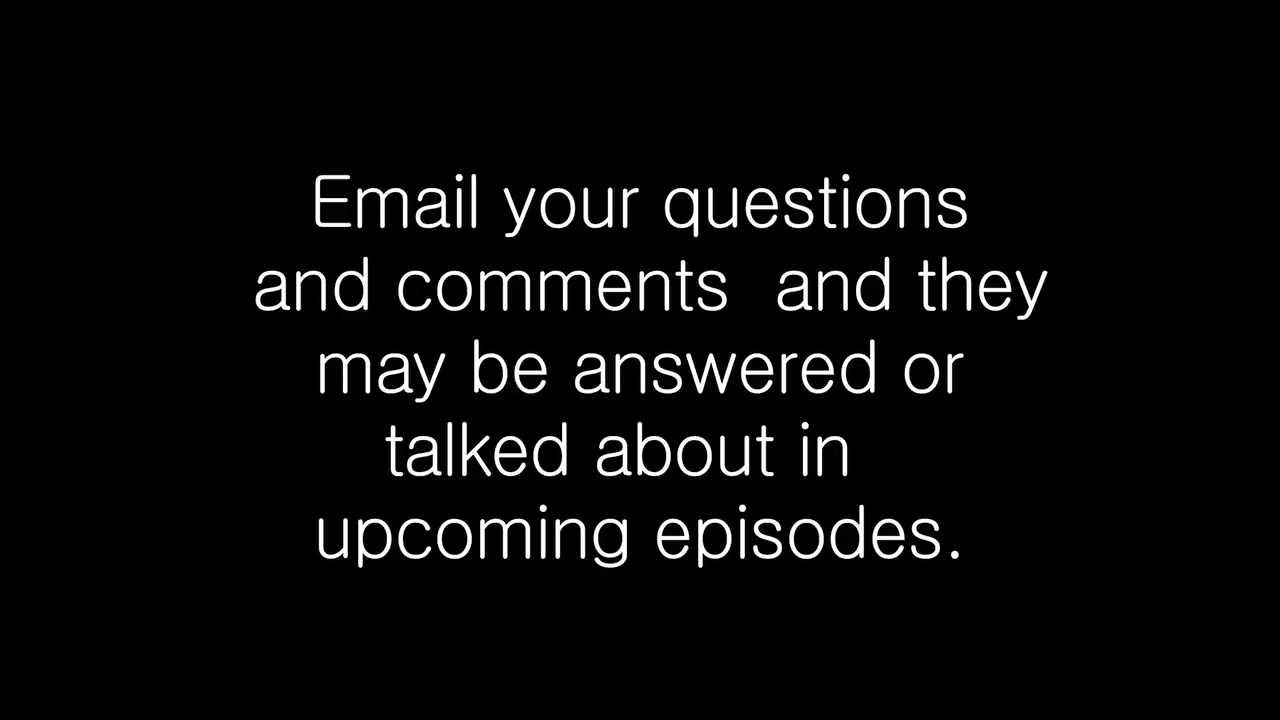 Email your questions
and comments  and they
may be answered or
talked about in
upcoming episodes.